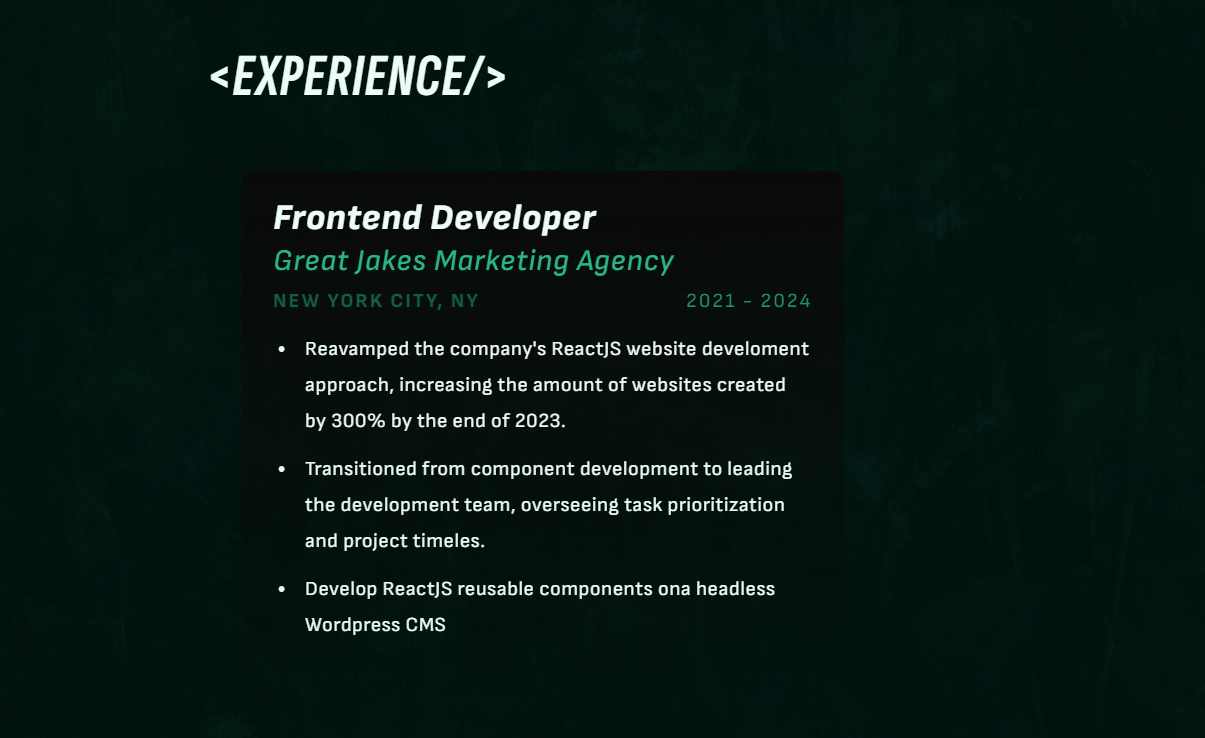 <EXPERIENCE/>
Frontend Developer
Great Jakes Marketing Agency
NEW YORK CITY, NY 2021 - 2024
• Reavamped the company's ReactJS website develoment
approach, increasing the amount of websites created
by 300% by the end of 2023.
• Transitioned from component development to leading
the development team, overseeing task prioritization
and project timeles.
• Develop ReactJS reusable components ona headless
Wordpress CMS